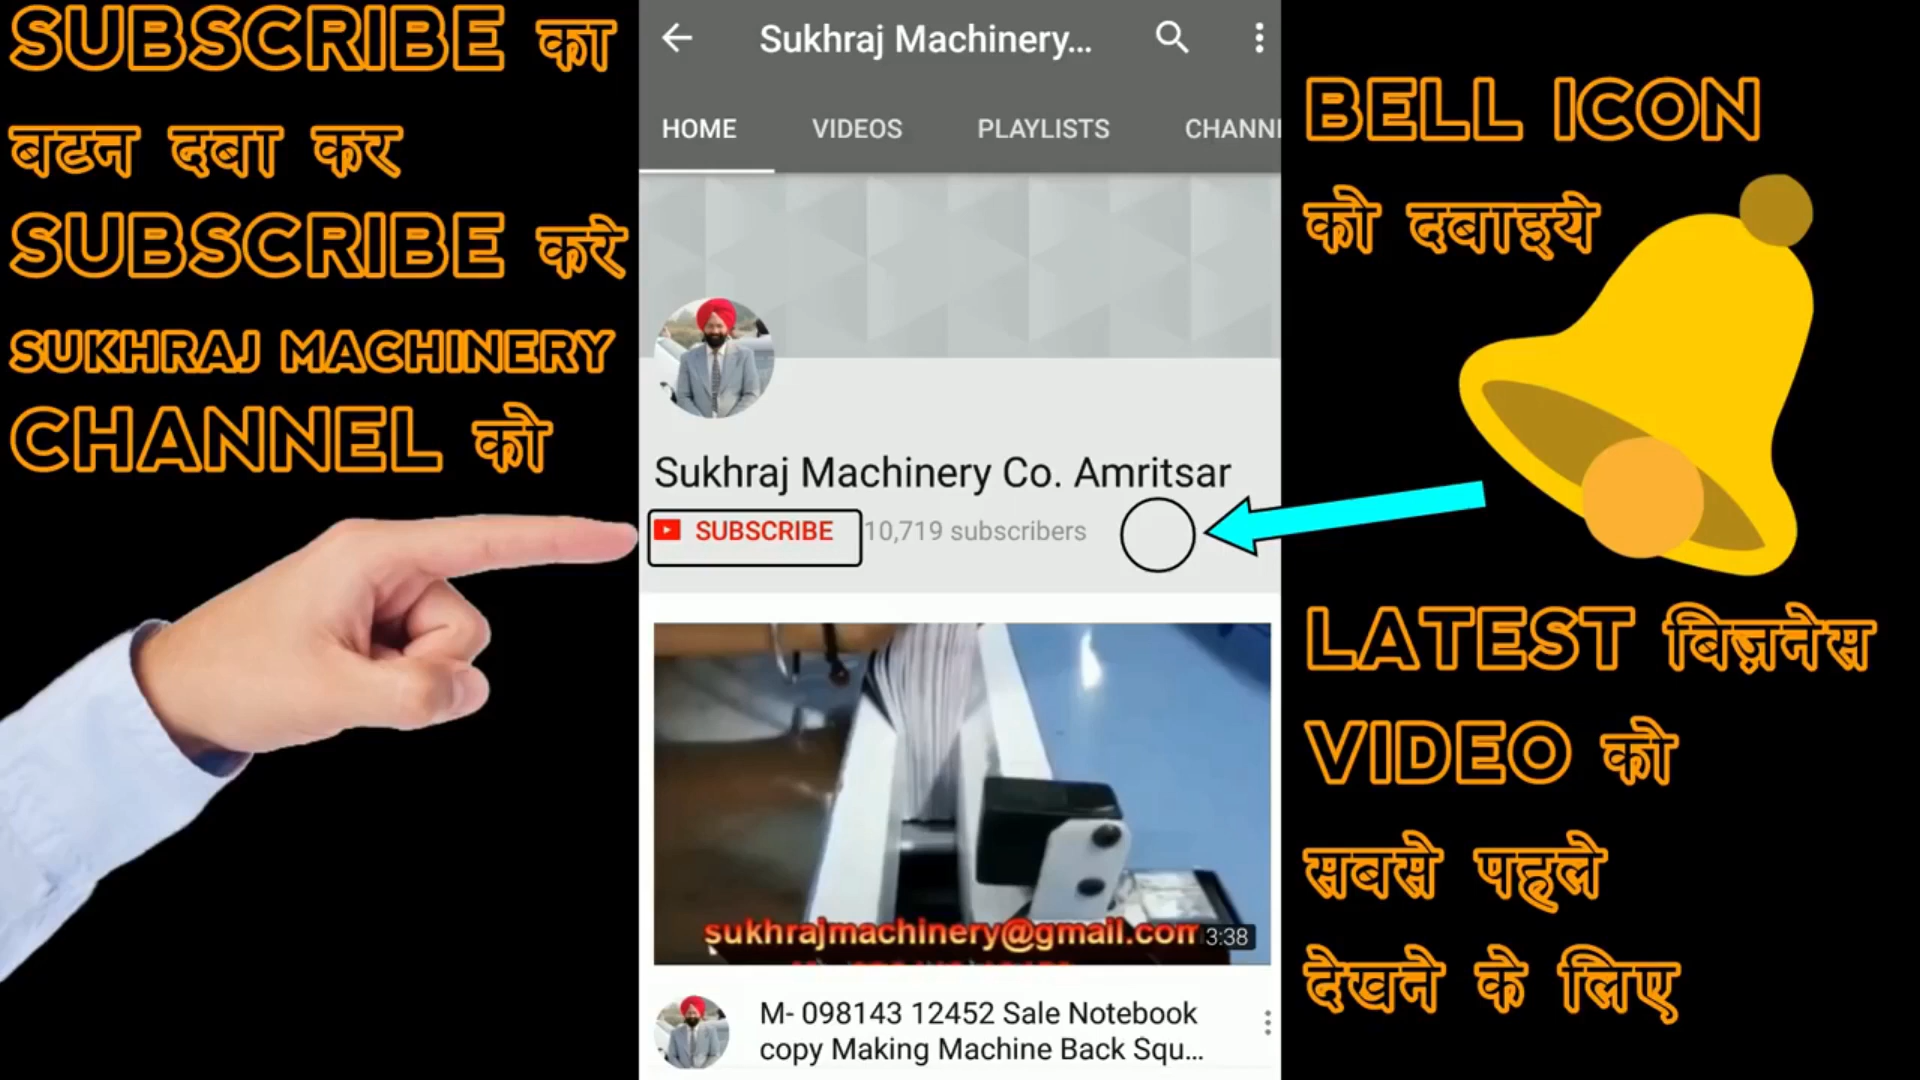 SUBSCRIBE का
बटन दबा कर
SUBSCRIBE करे
SUKHRAJ MACHINERY
CHANNEL को
Sukhraj Machinery...
HOME VIDEOS PLAYLISTS CHANN
Sukhraj Machinery Co. Amritsar
SUBSCRIBE 10,719 subscribers
sukhrajmachinery@gmail.com
3:38
M- 098143 12452 Sale Notebook
copy Making Machine Back Squ...
BELL ICON
को दबाइये
LATEST बिज़नेस
VIDEO को
सबसे पहले
देखने के लिए